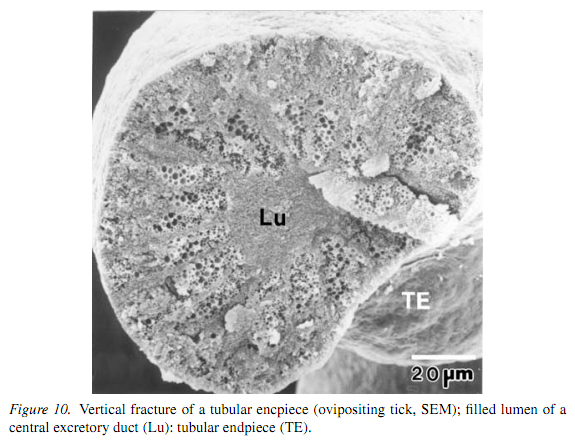 Lu
TE
20 µm
Figure 10. Vertical fracture of a tubular encpiece (ovipositing tick, SEM); filled lumen of a
central excretory duct (Lu): tubular endpiece (TE).